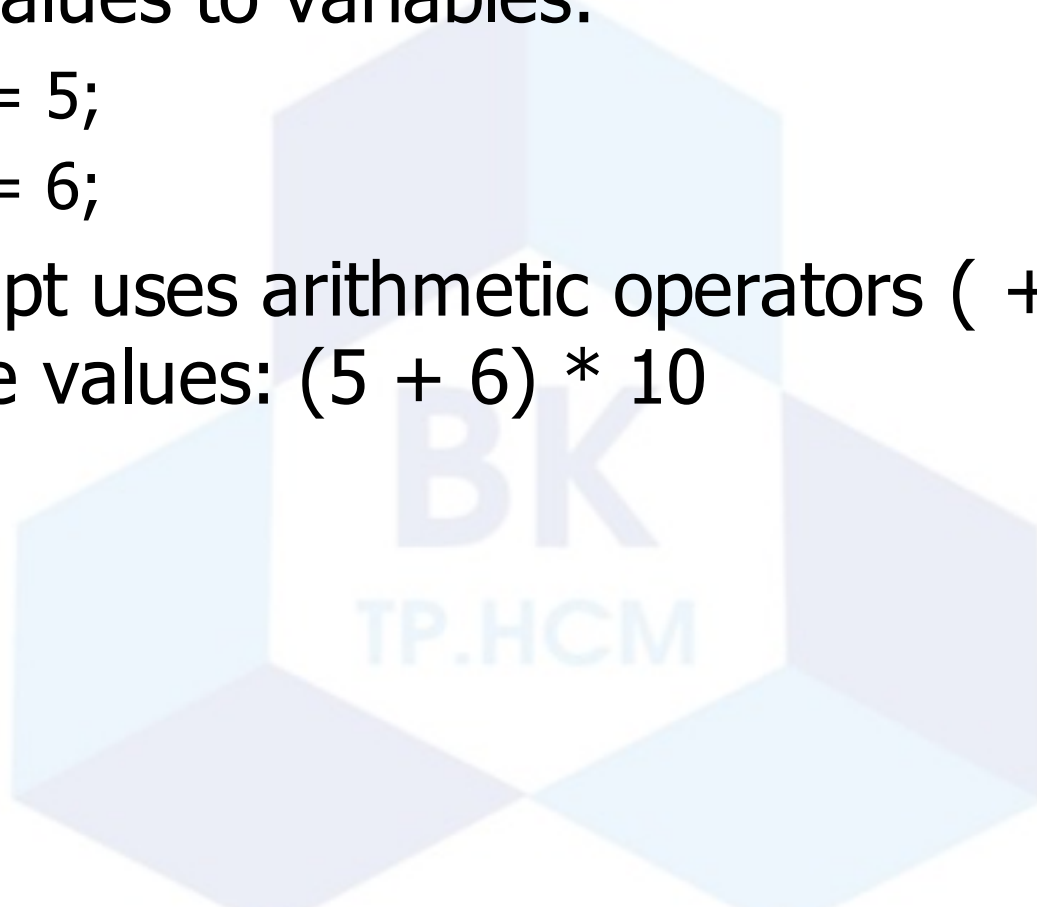 alues to variables:
= 5;
= 6;
pt uses arithmetic operators ( +
e values: (5 + 6) * 10
BK
TP.HCM